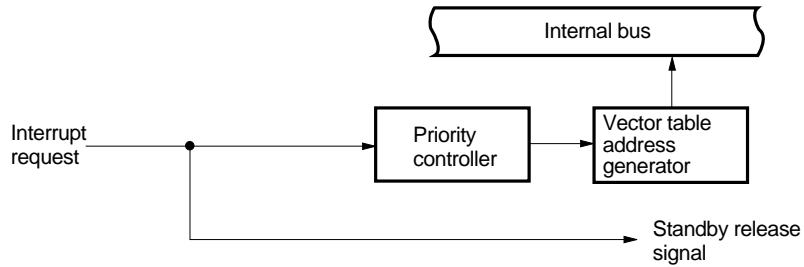 Internal bus
Interrupt
request
Priority
controller
Vector table
address
generator
Standby release
signal